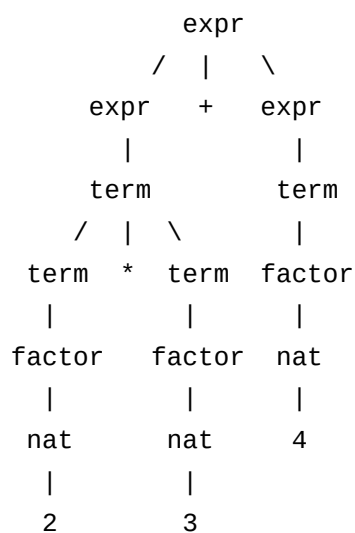 expr
/ | \
expr + expr
| |
term term
/ | \ |
term * term factor
| | |
factor factor nat
| | |
nat nat 4
| |
2 3